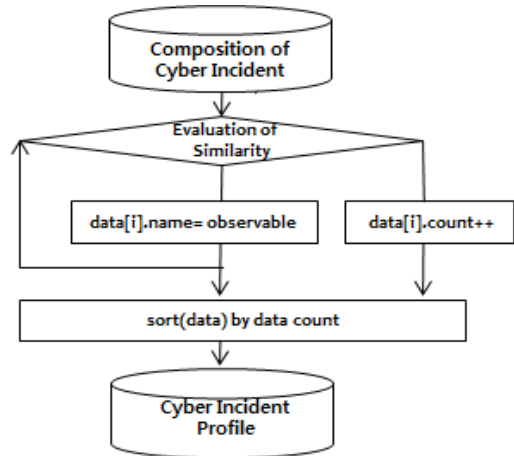 Composition of
Cyber Incident
Evaluation of
Similarity
data[i].name= observable
data[i].count++
sort(data) by data count
Cyber Incident
Profile